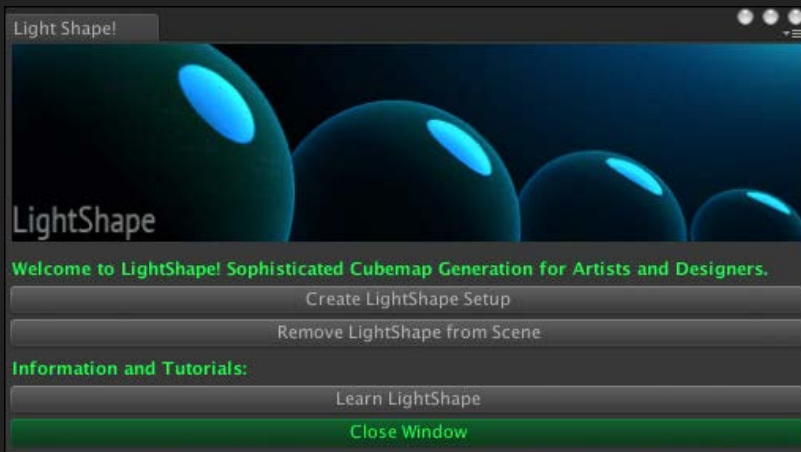 Light Shape!
LightShape
Welcome to LightShape! Sophisticated Cubemap Generation for Artists and Designers.
Create LightShape Setup
Remove LightShape from Scene
Information and Tutorials:
Learn LightShape
Close Window